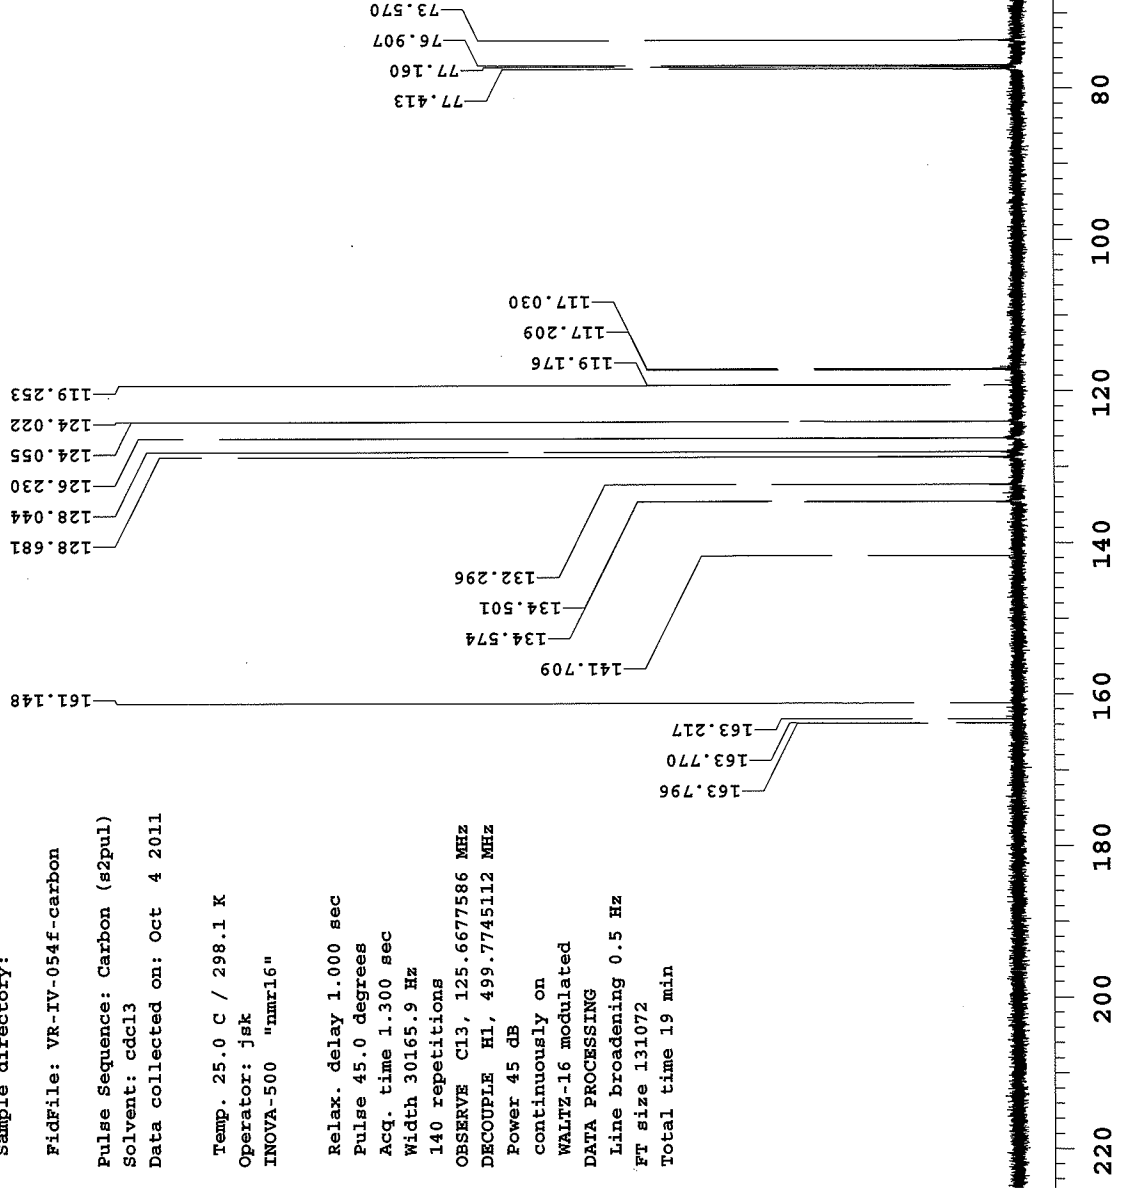 Sample directory:
FidFile: VR-IV-054f-carbon
Pulse Sequence: Carbon (s2pul)
Solvent: cdcl3
Data collected on: Oct 4 2011
Temp. 25.0 C / 298.1 K
Operator: jsk
INOVA-500 "nmr16"
Relax. delay 1.000 sec
Pulse 45.0 degrees
Acq. time 1.300 sec
Width 30165.9 Hz
140 repetitions
OBSERVE C13, 125.6677586 MHz
DECOUPLE H1, 499.7745112 MHz
Power 45 dB
continuously on
WALTZ-16 modulated
DATA PROCESSING
Line broadening 0.5 Hz
FT size 131072
Total time 19 min
163.796
163.770
163.217
161.148
141.709
134.574
134.501
132.296
128.681
128.044
126.230
124.055
124.022
119.253
119.176
117.209
117.030
77.413
77.160
76.907
73.570
220
200
180
160
140
120
100
80